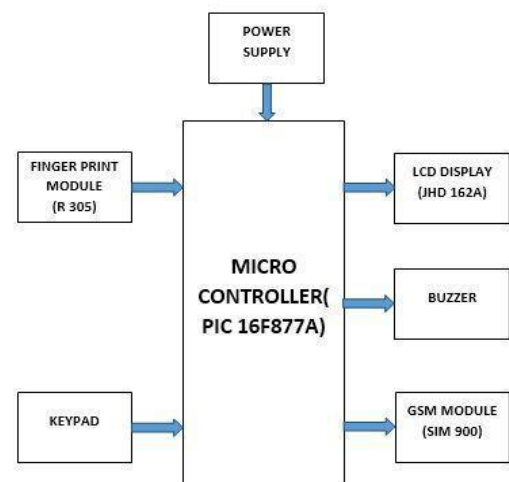 POWER
SUPPLY
FINGER PRINT
MODULE
(R 305)
LCD DISPLAY
(JHD 162A)
MICRO
CONTROLLER(
PIC 16F877A)
BUZZER
KEYPAD
GSM MODULE
(SIM 900)